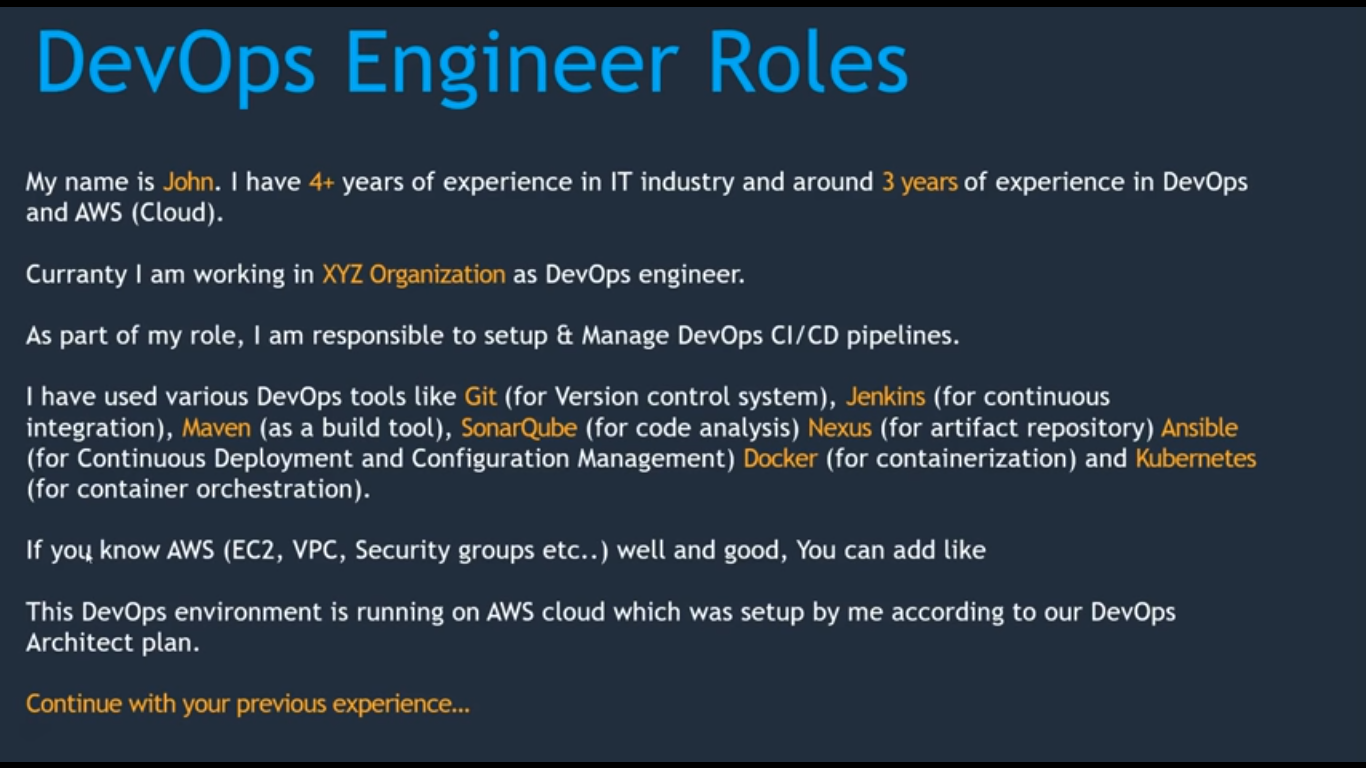 DevOps Engineer Roles
My name is John. I have 4+ years of experience in IT industry and around 3 years of experience in DevOps
and AWS (Cloud).
Curranty I am working in XYZ Organization as DevOps engineer.
As part of my role, I am responsible to setup & Manage DevOps CI/CD pipelines.
I have used various DevOps tools like Git (for Version control system), Jenkins (for continuous
integration), Maven (as a build tool), SonarQube (for code analysis) Nexus (for artifact repository) Ansible
(for Continuous Deployment and Configuration Management) Docker (for containerization) and Kubernetes
(for container orchestration).
If you know AWS (EC2, VPC, Security groups etc..) well and good, You can add like
This DevOps environment is running on AWS cloud which was setup by me according to our DevOps
Architect plan.
Continue with your previous experience…